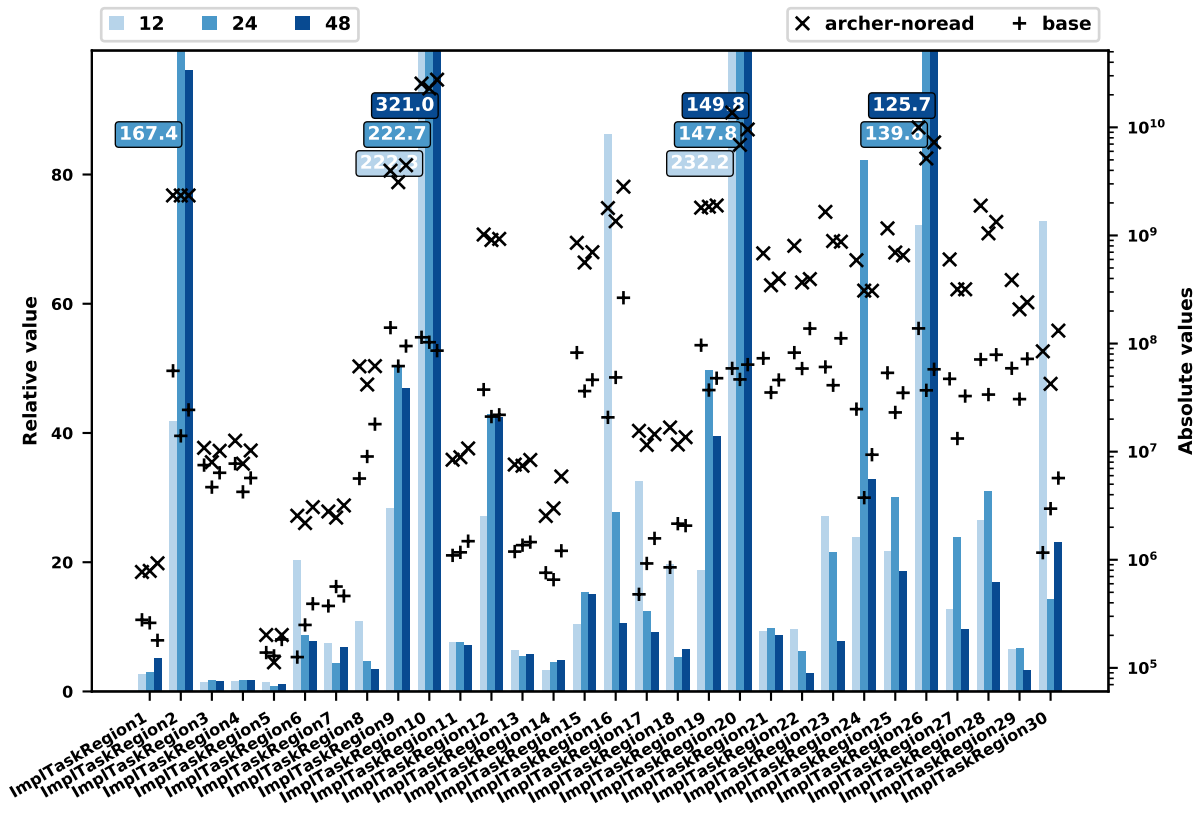 12 24 48
archer-noread base
Relative value
80
60
40
20
0
Absolute values
10¹⁰
10⁹
10⁸
10⁷
10⁶
10⁵
167.4
321.0
222.7
149.8
147.8
232.2
125.7
139.6
ImplTaskRegion1
ImplTaskRegion2
ImplTaskRegion3
ImplTaskRegion4
ImplTaskRegion5
ImplTaskRegion6
ImplTaskRegion7
ImplTaskRegion8
ImplTaskRegion9
ImplTaskRegion10
ImplTaskRegion11
ImplTaskRegion12
ImplTaskRegion13
ImplTaskRegion14
ImplTaskRegion15
ImplTaskRegion16
ImplTaskRegion17
ImplTaskRegion18
ImplTaskRegion19
ImplTaskRegion20
ImplTaskRegion21
ImplTaskRegion22
ImplTaskRegion23
ImplTaskRegion24
ImplTaskRegion25
ImplTaskRegion26
ImplTaskRegion27
ImplTaskRegion28
ImplTaskRegion29
ImplTaskRegion30